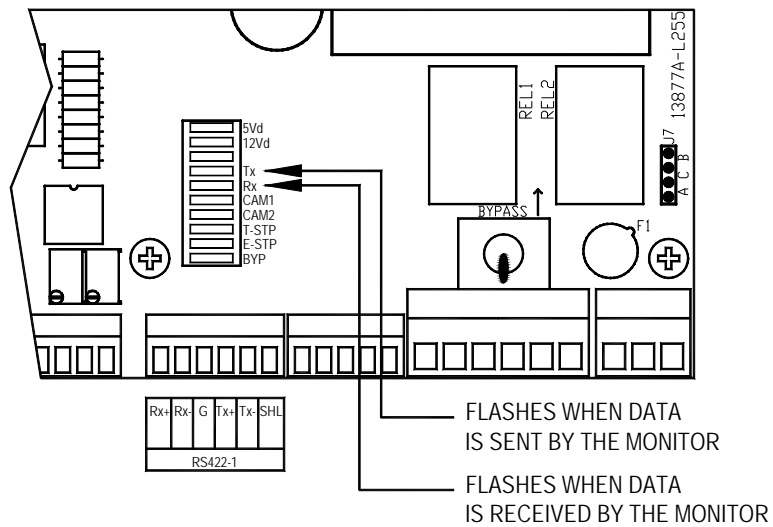 5Vd
12Vd
Tx
Rx
CAM1
CAM2
T-STP
E-STP
BYP
REL1
REL2
13877A-L255
J7
A C B
BYPASS
F1
Rx+ Rx- G Tx+ Tx- SHL
RS422-1
FLASHES WHEN DATA
IS SENT BY THE MONITOR
FLASHES WHEN DATA
IS RECEIVED BY THE MONITOR